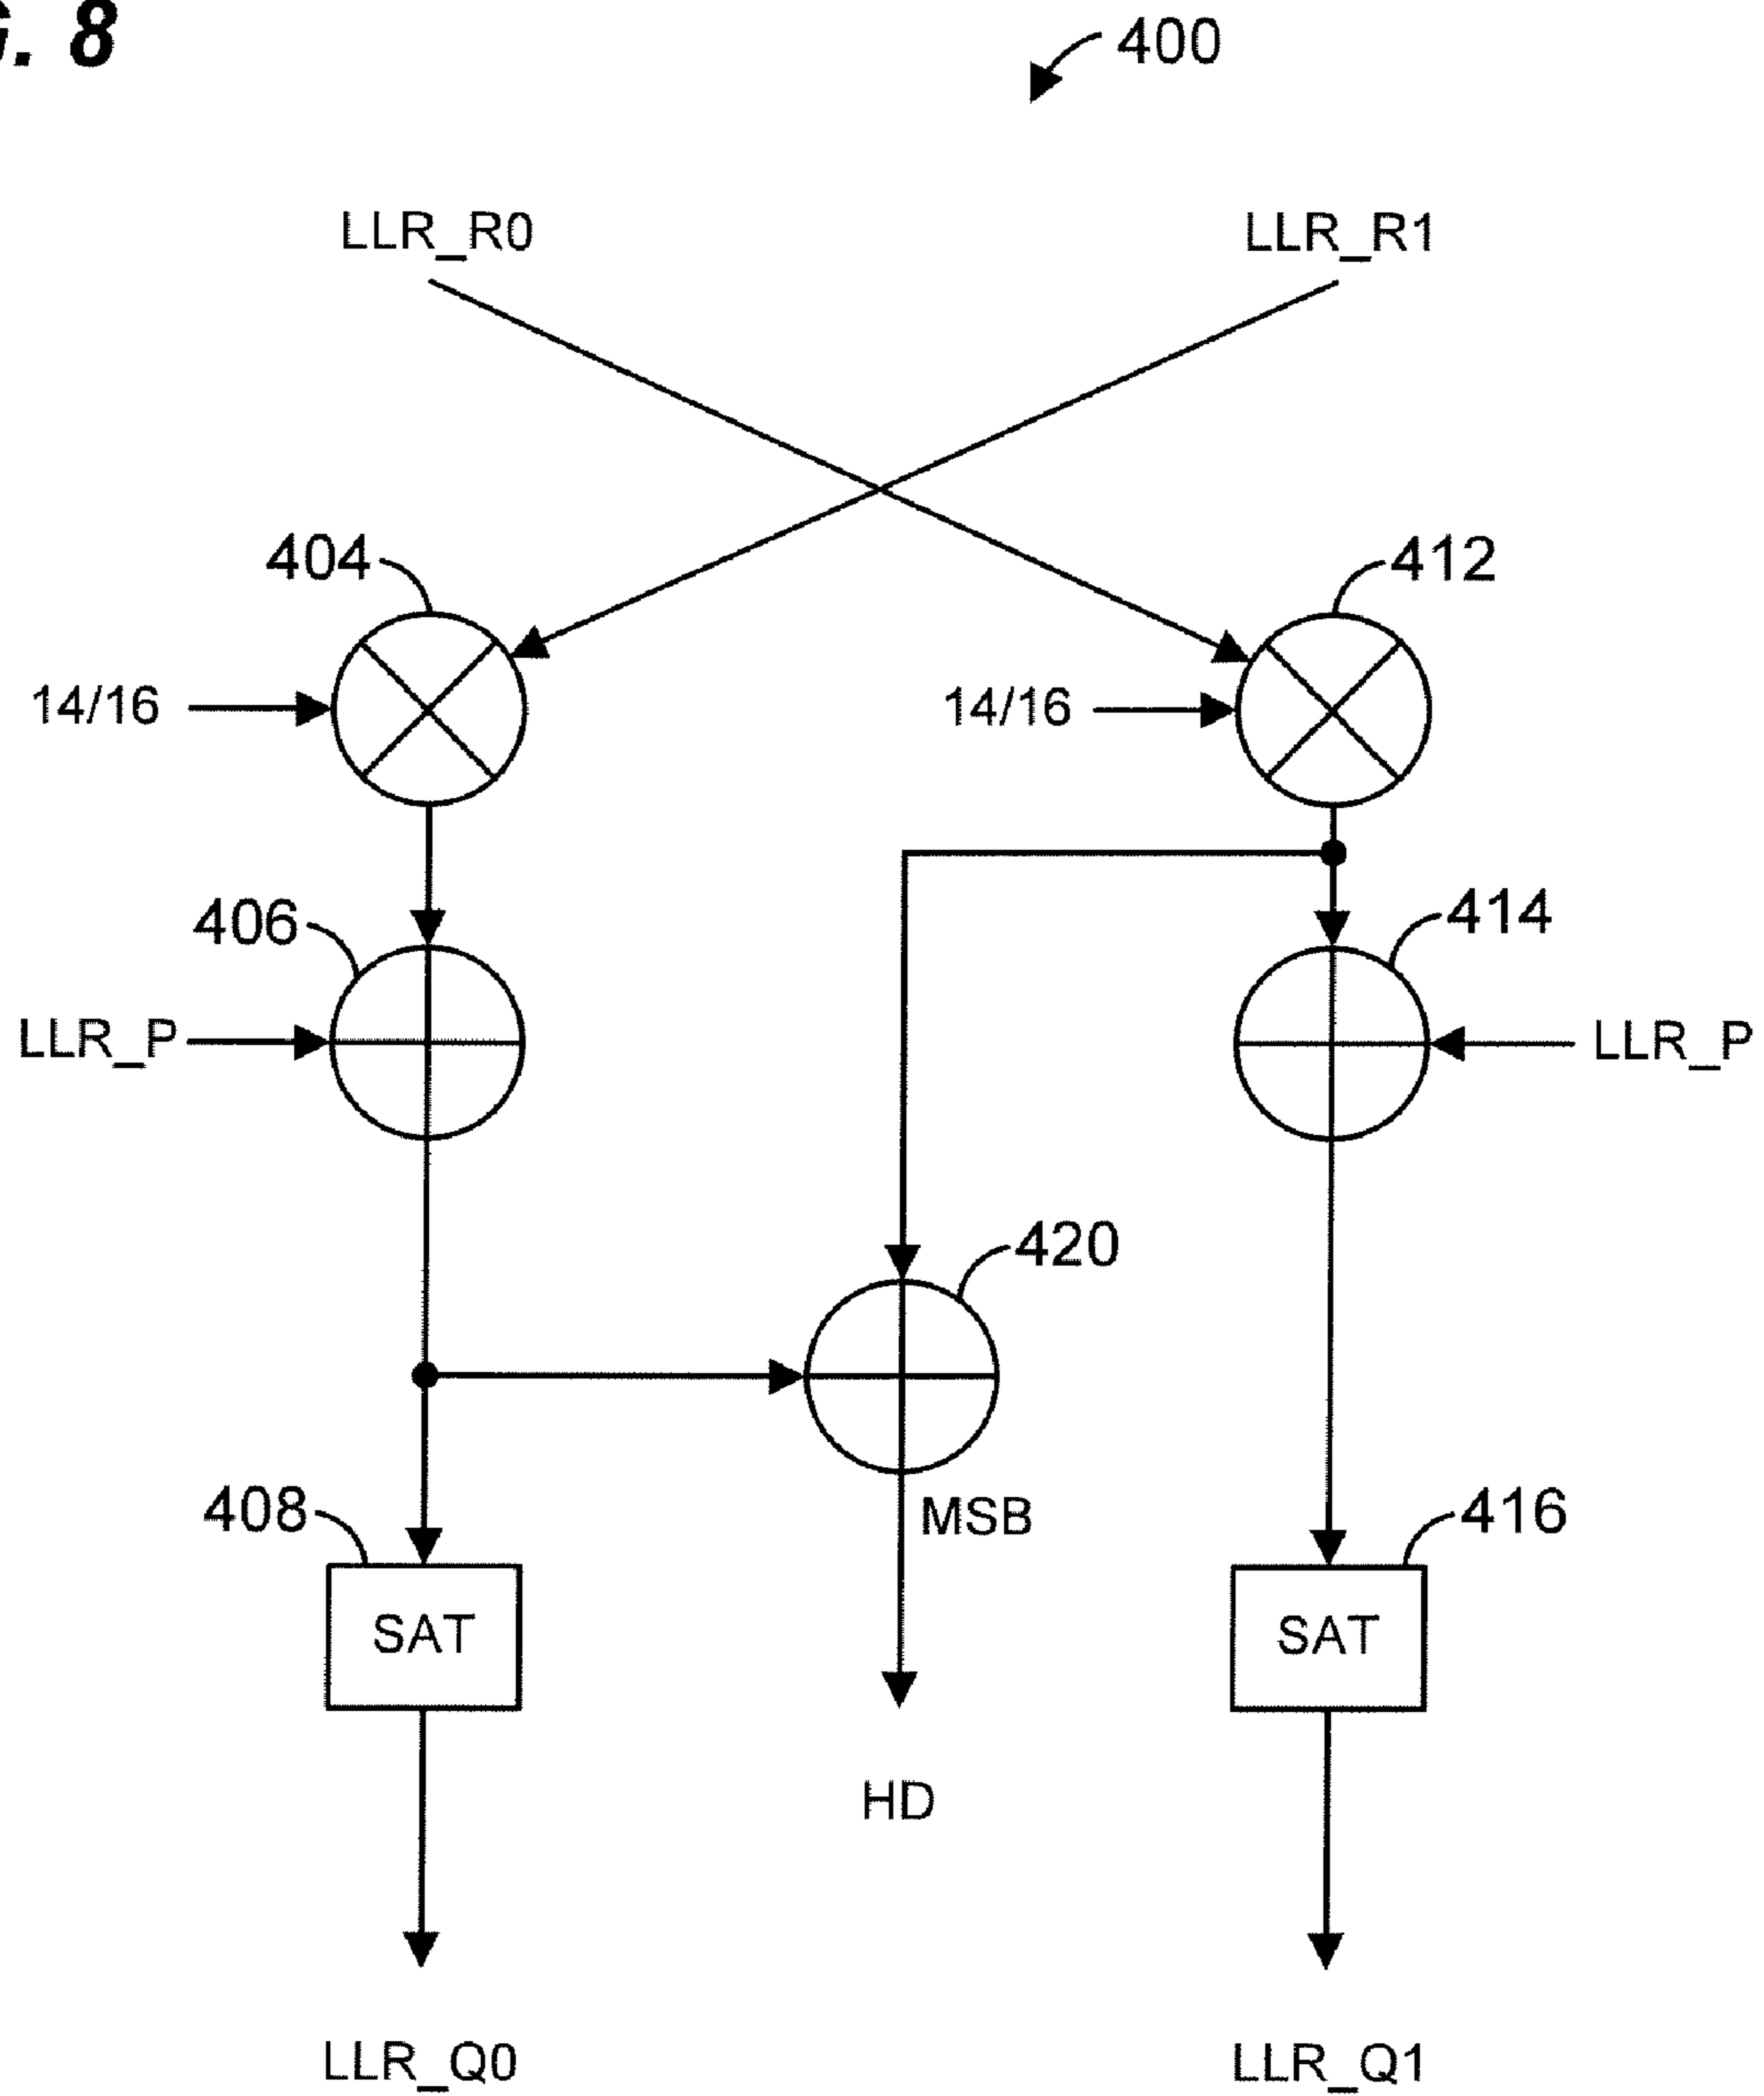 G. 8
400
LLR_R0
LLR_R1
404
412
14/16
14/16
406
414
LLR_P
LLR_P
420
408
MSB
416
SAT
SAT
HD
LLR_Q0
LLR_Q1